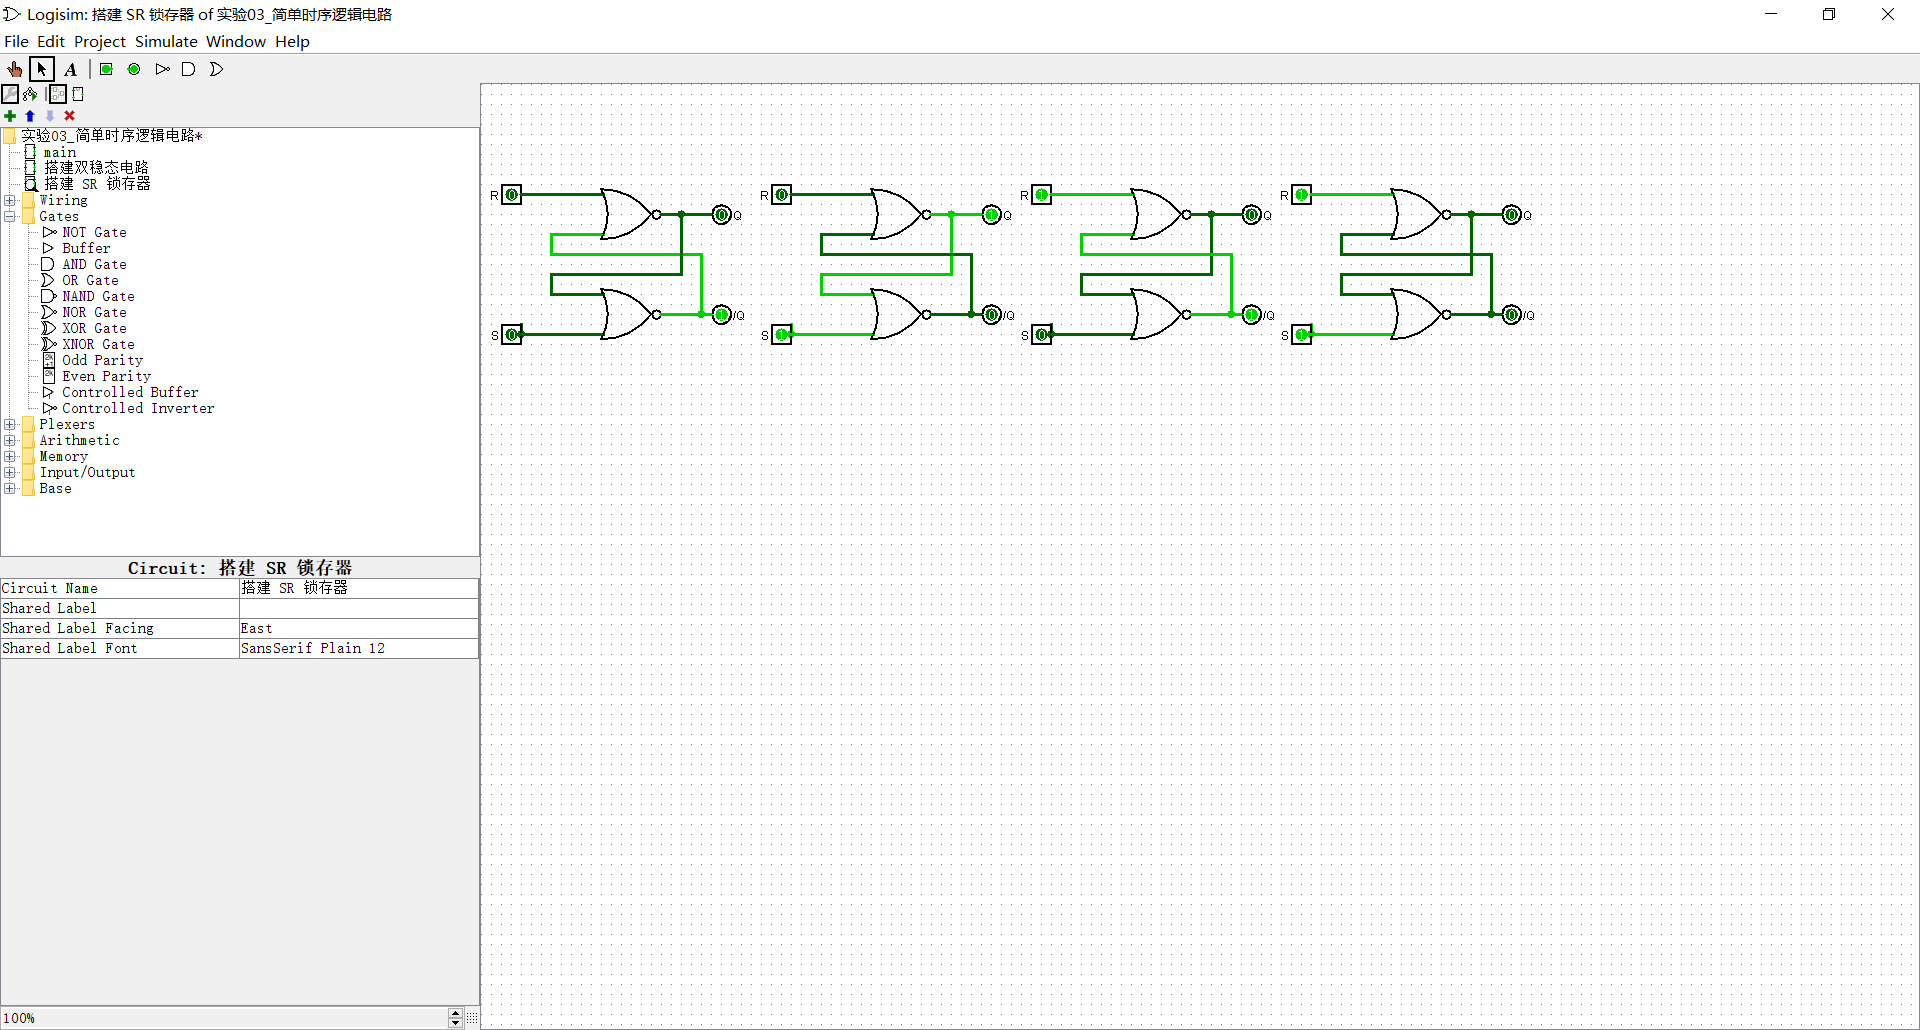 Logisim: 搭建 SR 锁存器 of 实验03_简单时序逻辑电路
File Edit Project Simulate Window Help
A
实验03_简单时序逻辑电路*
main
搭建双稳态电路
搭建 SR 锁存器
Wiring
Gates
NOT Gate
Buffer
AND Gate
OR Gate
NAND Gate
NOR Gate
XOR Gate
XNOR Gate
Odd Parity
Even Parity
Controlled Buffer
Controlled Inverter
Plexers
Arithmetic
Memory
Input/Output
Base
Circuit: 搭建 SR 锁存器
Circuit Name 搭建 SR 锁存器
Shared Label
Shared Label Facing East
Shared Label Font SansSerif Plain 12
100%
R 0 0 Q R 0 1 Q R 1 0 Q R 1 0 Q
S 0 1 /Q S 1 0 /Q S 0 1 /Q S 1 0 /Q